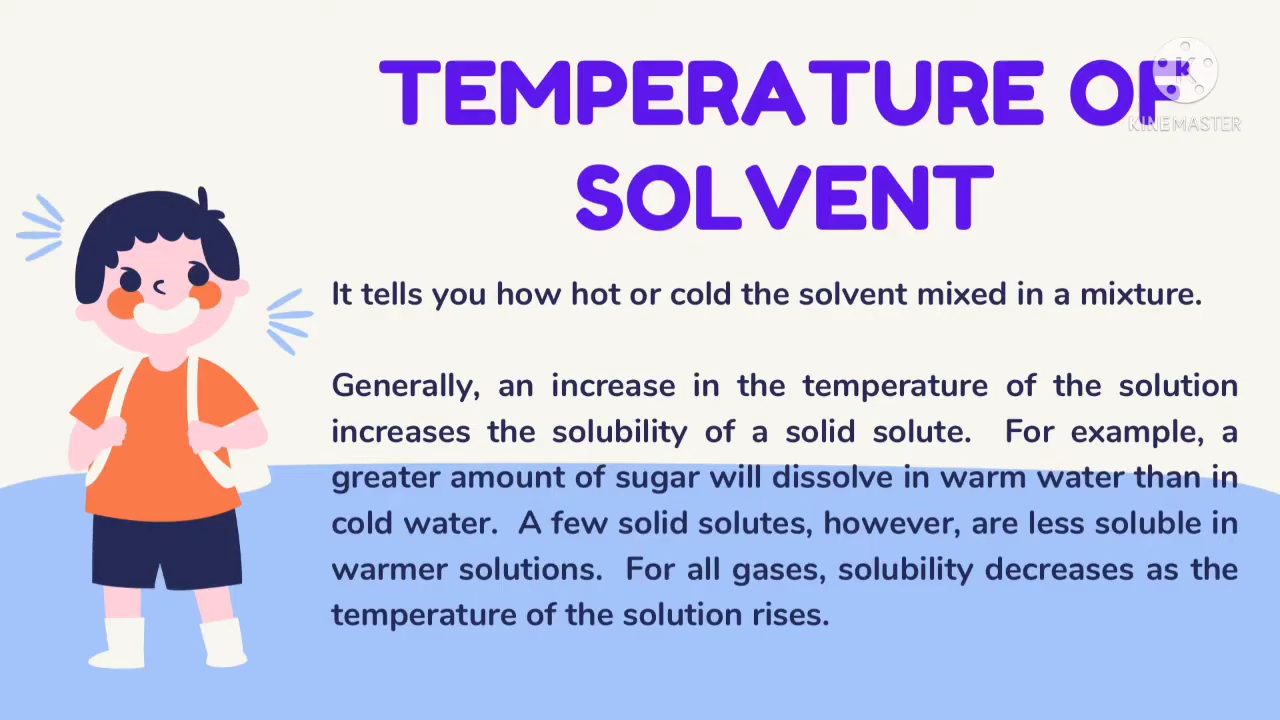 TEMPERATURE OF
SOLVENT
K
KINEMASTER
It tells you how hot or cold the solvent mixed in a mixture.
Generally, an increase in the temperature of the solution
increases the solubility of a solid solute. For example, a
greater amount of sugar will dissolve in warm water than in
cold water. A few solid solutes, however, are less soluble in
warmer solutions. For all gases, solubility decreases as the
temperature of the solution rises.